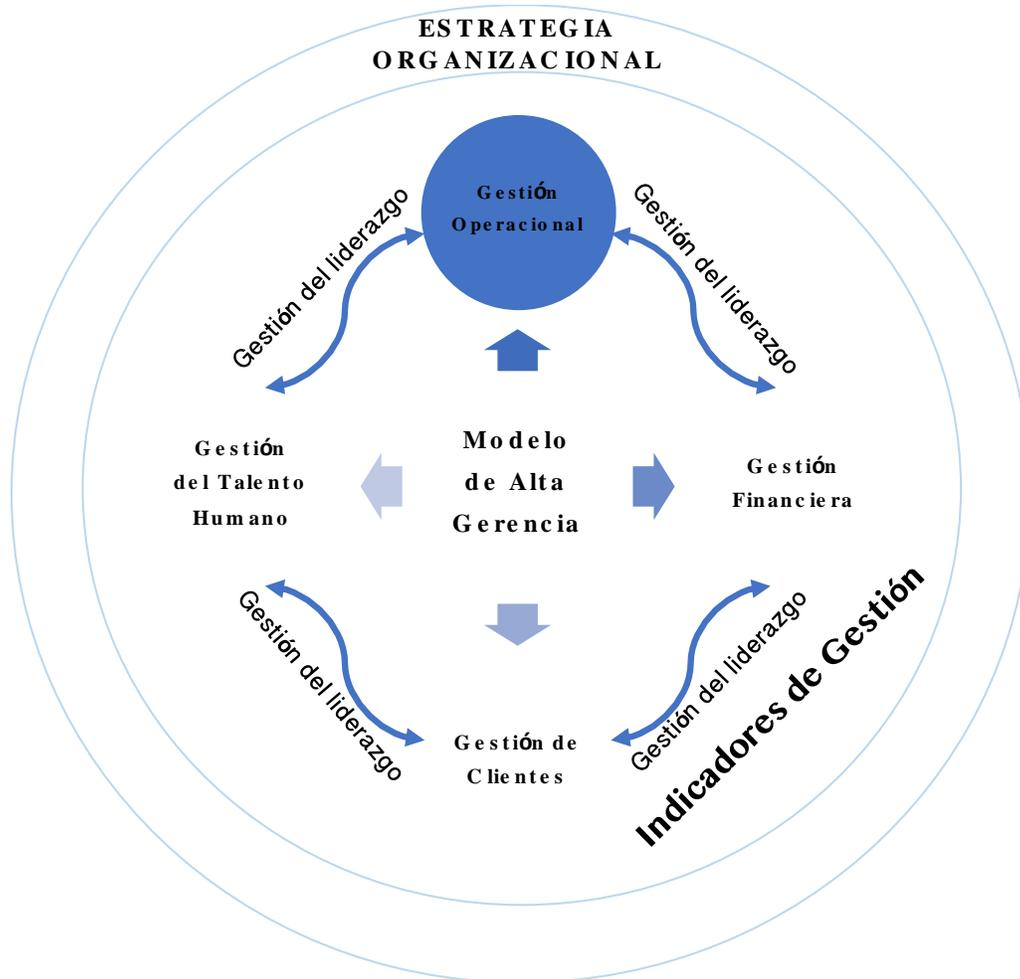 ESTRATEGIA
ORGANIZACIONAL
Gestión
Operacional
Gestión del liderazgo
Gestión del liderazgo
Gestión
del Talento
Humano
Modelo
de Alta
Gerencia
Gestión
Financiera
Gestión del liderazgo
Gestión del liderazgo
Indicadores de Gestión
Gestión de
Clientes